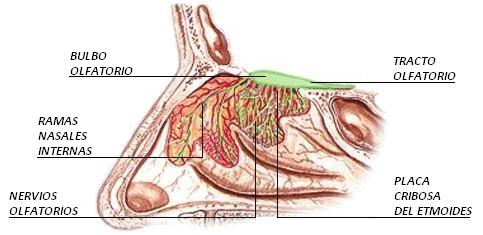 BULBO
OLFATORIO
TRACTO
OLFATORIO
RAMAS
NASALES
INTERNAS
NERVIOS
OLFATORIOS
PLACA
CRIBOSA
DEL ETMOIDES